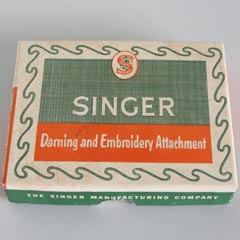 S
SINGER
Darning and Embroidery Attachment
THE SINGER MANUFACTURING COMPANY